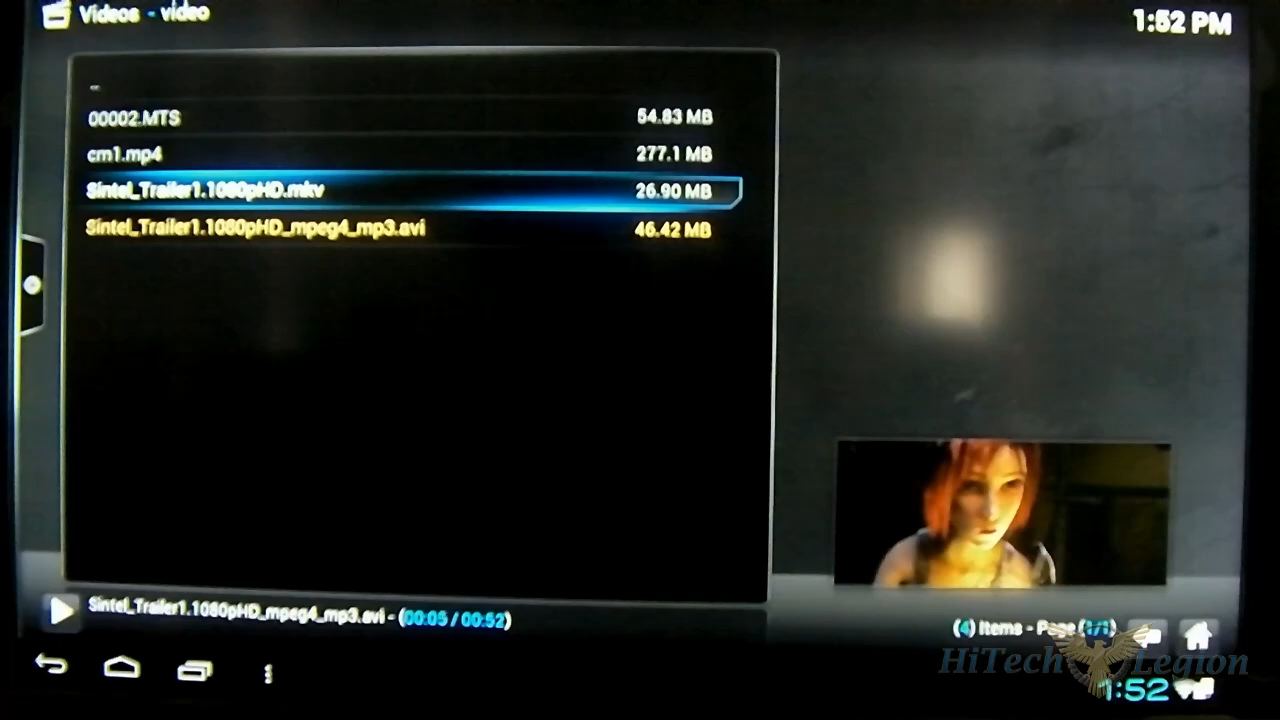 Videos - video
1:52 PM
..
00002.MTS 54.83 MB
cm1.mp4 277.1 MB
Sintel_Trailer1.1080pHD.mkv 26.90 MB
Sintel_Trailer1.1080pHD_mpeg4_mp3.avi 46.42 MB
Sintel_Trailer1.1080pHD_mpeg4_mp3.avi - (00:05 / 00:52)
(4) Items - Page (1/1)
HiTech Legion
1:52